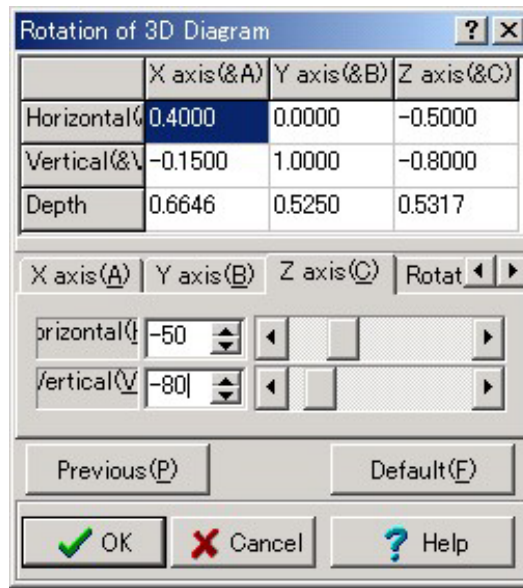 Rotation of 3D Diagram
X axis(&A) Y axis(&B) Z axis(&C)
Horizontal( 0.4000 0.0000 -0.5000
Vertical(&V -0.1500 1.0000 -0.8000
Depth 0.6646 0.5250 0.5317
X axis(A) Y axis(B) Z axis(C) Rotat
orizontal(H -50
Vertical(V -80
Previous(P) Default(F)
OK Cancel Help